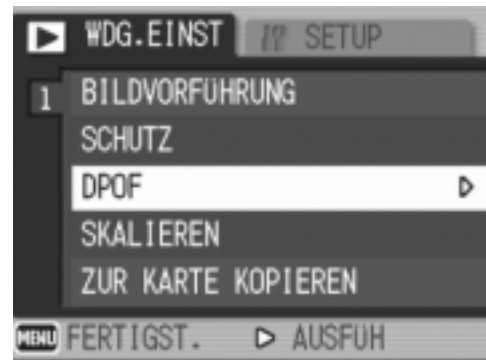 WDG.EINST SETUP
1 BILDVORFÜHRUNG
SCHUTZ
DPOF
SKALIEREN
ZUR KARTE KOPIEREN
MENU FERTIGST. AUSFÜH